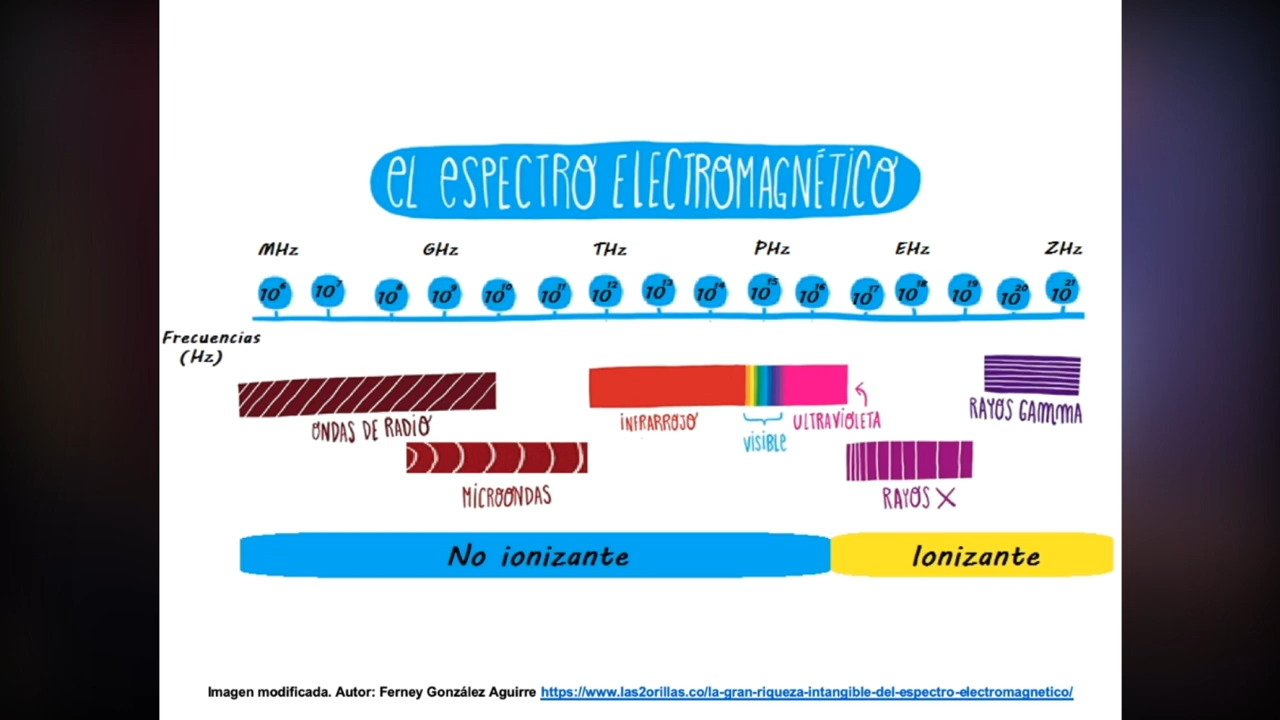 eL eSPECTRO ELECTROMAGNÉTICO
MHz GHz THz PHz EHz ZHz
10⁶ 10⁷ 10⁸ 10⁹ 10¹⁰ 10¹¹ 10¹² 10¹³ 10¹⁴ 10¹⁵ 10¹⁶ 10¹⁷ 10¹⁸ 10¹⁹ 10²⁰ 10²¹
Frecuencias
(Hz)
ONDAS DE RADIO
INFRARROJO
VISIBLE
ULTRAVIOLETA
RAYOS GAMMA
MICROONDAS
RAYOS X
No ionizante
Ionizante
Imagen modificada. Autor: Ferney González Aguirre https://www.las2orillas.co/la-gran-riqueza-intangible-del-espectro-electromagnetico/